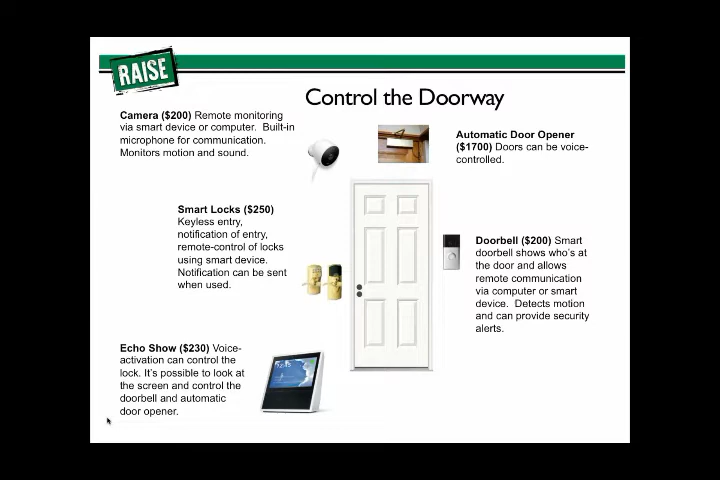 RAISE
Control the Doorway
Camera ($200) Remote monitoring
via smart device or computer. Built-in
microphone for communication.
Monitors motion and sound.
Automatic Door Opener
($1700) Doors can be voice-
controlled.
Smart Locks ($250)
Keyless entry,
notification of entry,
remote-control of locks
using smart device.
Notification can be sent
when used.
Doorbell ($200) Smart
doorbell shows who's at
the door and allows
remote communication
via computer or smart
device. Detects motion
and can provide security
alerts.
Echo Show ($230) Voice-
activation can control the
lock. It's possible to look at
the screen and control the
doorbell and automatic
door opener.